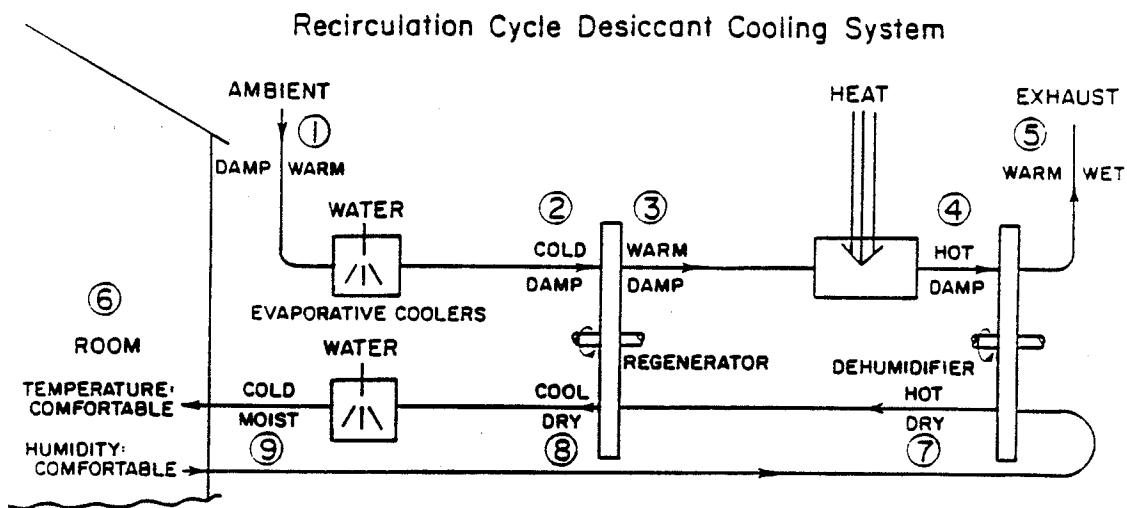 Recirculation Cycle Desiccant Cooling System
AMBIENT
HEAT
EXHAUST
1
5
DAMP WARM
WARM WET
WATER
2
3
4
COLD
WARM
HOT
DAMP
DAMP
DAMP
6
EVAPORATIVE COOLERS
ROOM
WATER
REGENERATOR
DEHUMIDIFIER
TEMPERATURE:
COMFORTABLE
COLD
COOL
HOT
MOIST
DRY
DRY
HUMIDITY:
COMFORTABLE
9
8
7